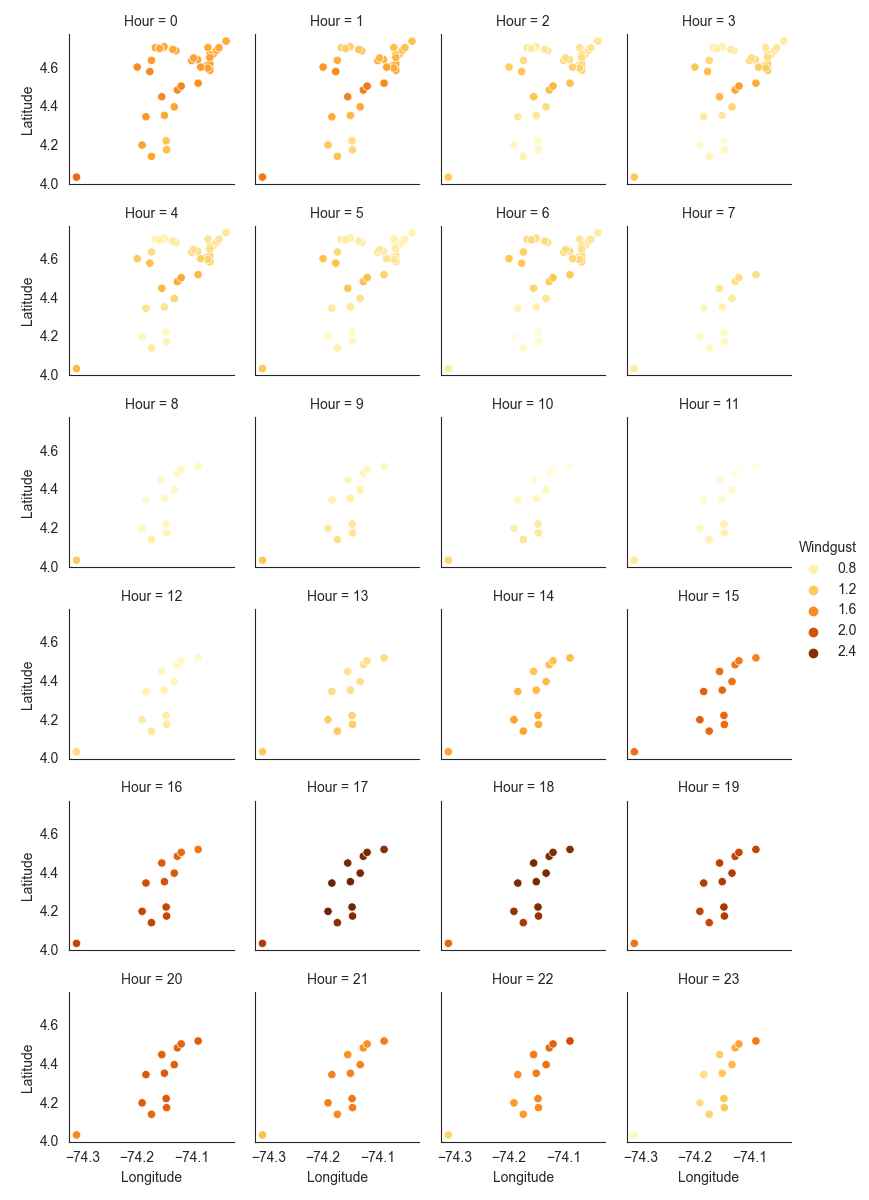 Hour = 0
Hour = 1
Hour = 2
Hour = 3
Latitude
4.6
4.4
4.2
4.0
Hour = 4
Hour = 5
Hour = 6
Hour = 7
Latitude
4.6
4.4
4.2
4.0
Hour = 8
Hour = 9
Hour = 10
Hour = 11
Latitude
4.6
4.4
4.2
4.0
Windgust
0.8
1.2
1.6
2.0
2.4
Hour = 12
Hour = 13
Hour = 14
Hour = 15
Latitude
4.6
4.4
4.2
4.0
Hour = 16
Hour = 17
Hour = 18
Hour = 19
Latitude
4.6
4.4
4.2
4.0
Hour = 20
Hour = 21
Hour = 22
Hour = 23
Latitude
4.6
4.4
4.2
4.0
−74.3 −74.2 −74.1
Longitude
−74.3 −74.2 −74.1
Longitude
−74.3 −74.2 −74.1
Longitude
−74.3 −74.2 −74.1
Longitude